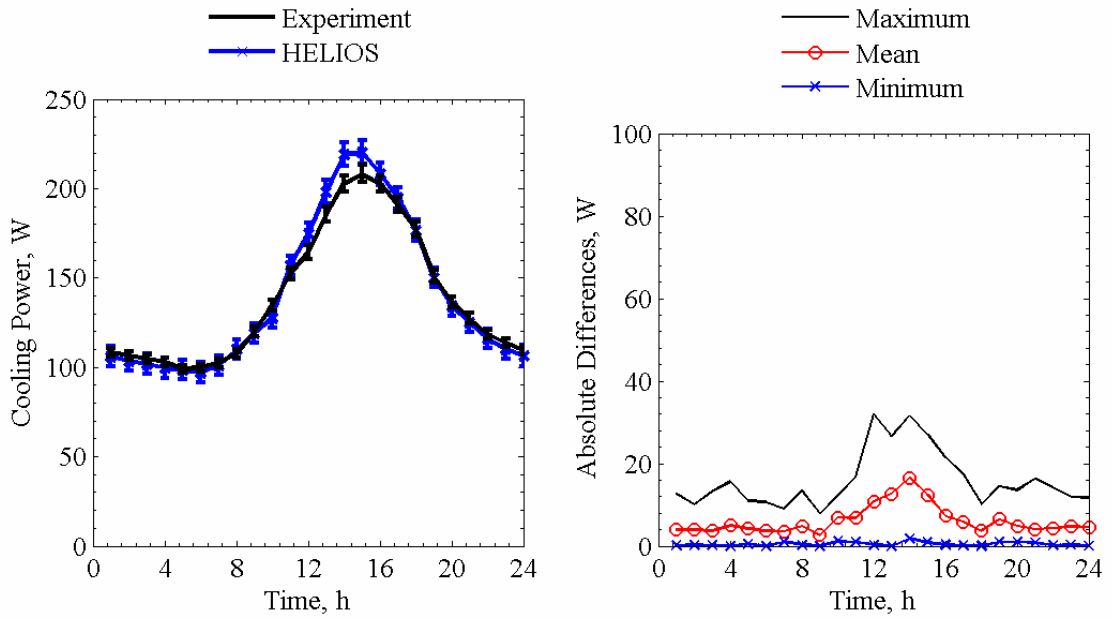 Experiment
HELIOS
250
200
150
100
50
0
Cooling Power, W
0 4 8 12 16 20 24
Time, h
Maximum
Mean
Minimum
100
80
60
40
20
0
Absolute Differences, W
0 4 8 12 16 20 24
Time, h